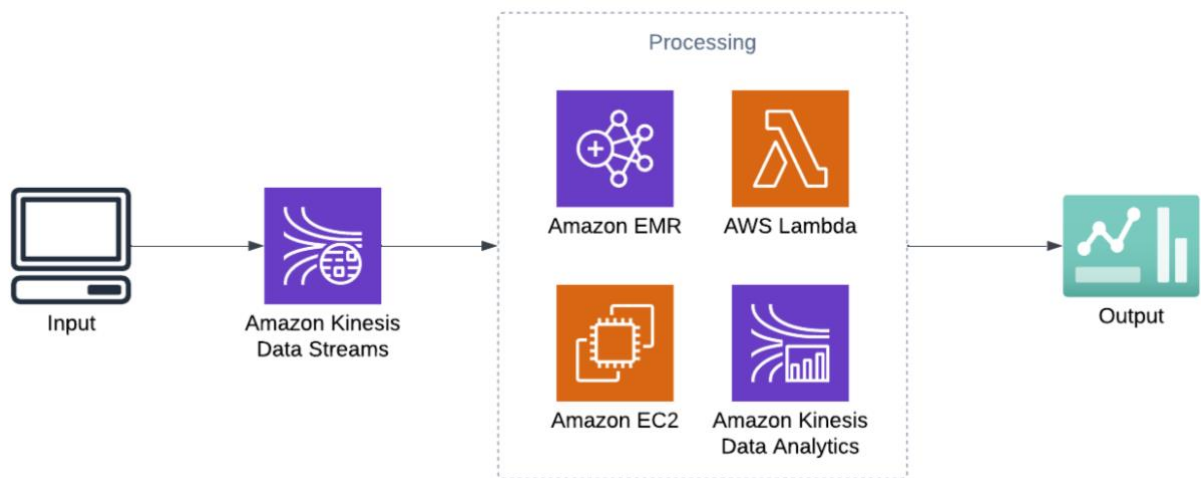 Processing
Amazon EMR
AWS Lambda
Input
Amazon Kinesis
Data Streams
Output
Amazon EC2
Amazon Kinesis
Data Analytics